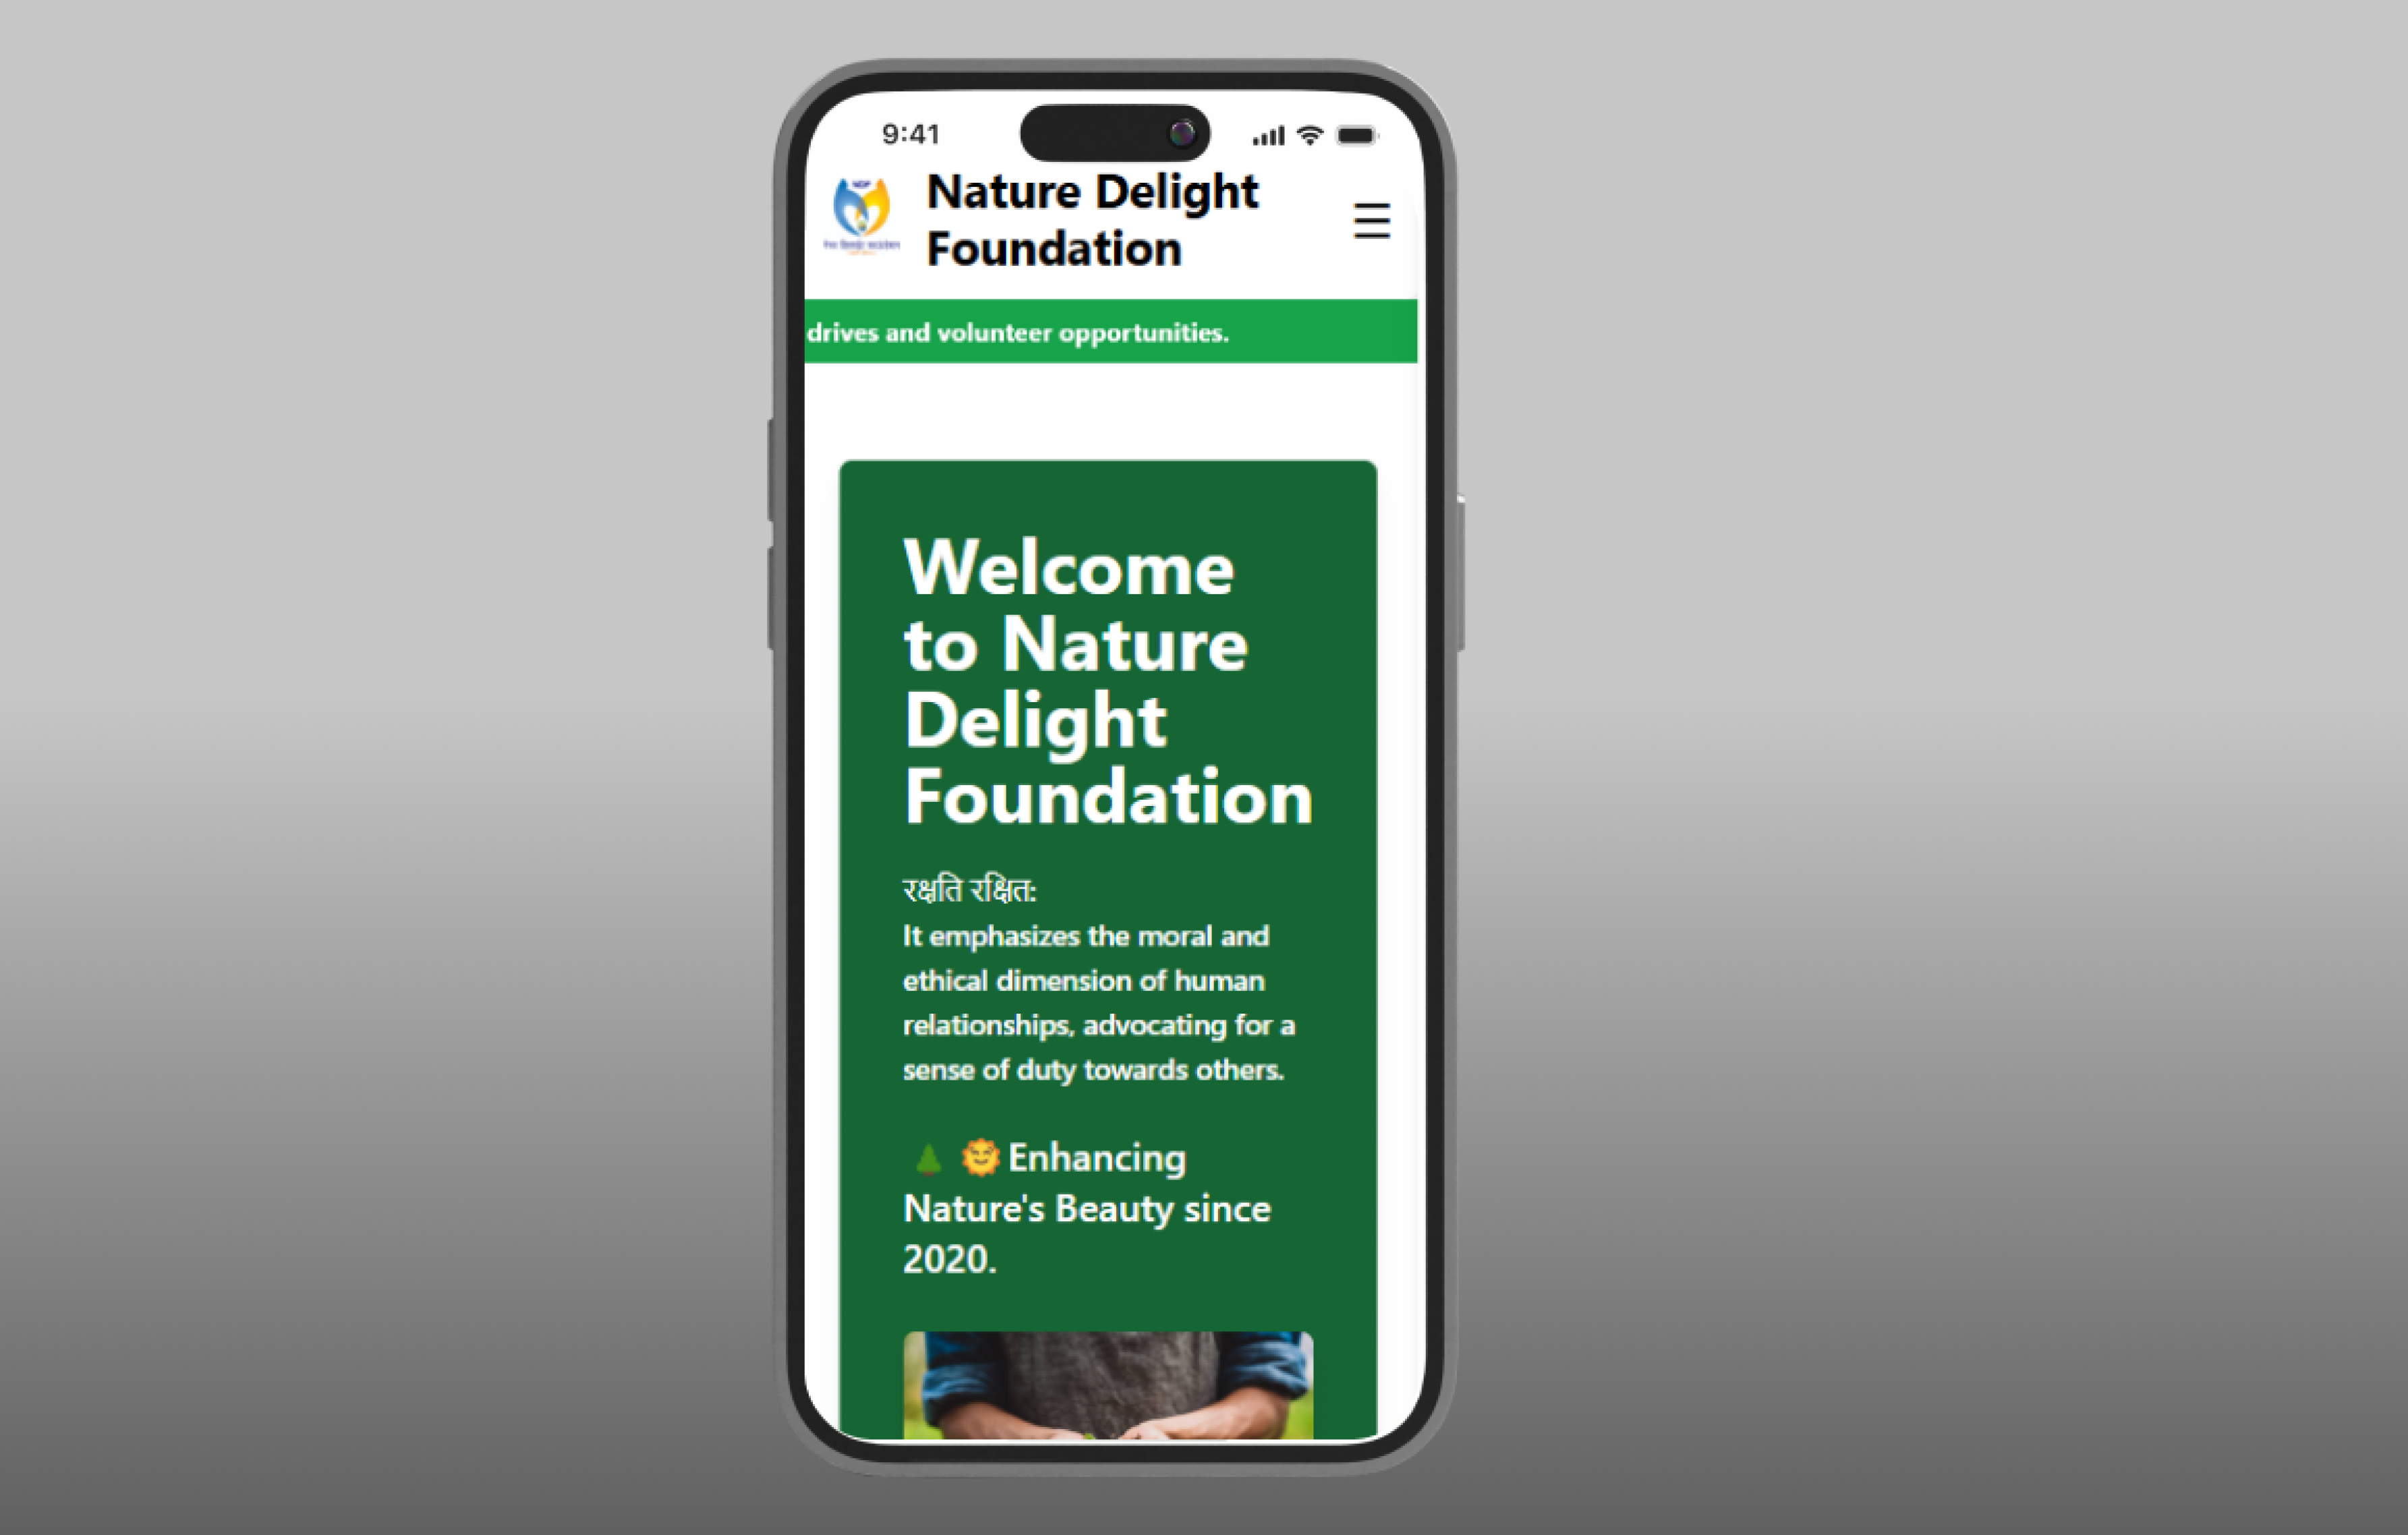 9:41
Nature Delight
Foundation
drives and volunteer opportunities.
Welcome
to Nature
Delight
Foundation
रक्षति रक्षित:
It emphasizes the moral and
ethical dimension of human
relationships, advocating for a
sense of duty towards others.
🌲 🌞 Enhancing
Nature's Beauty since
2020.